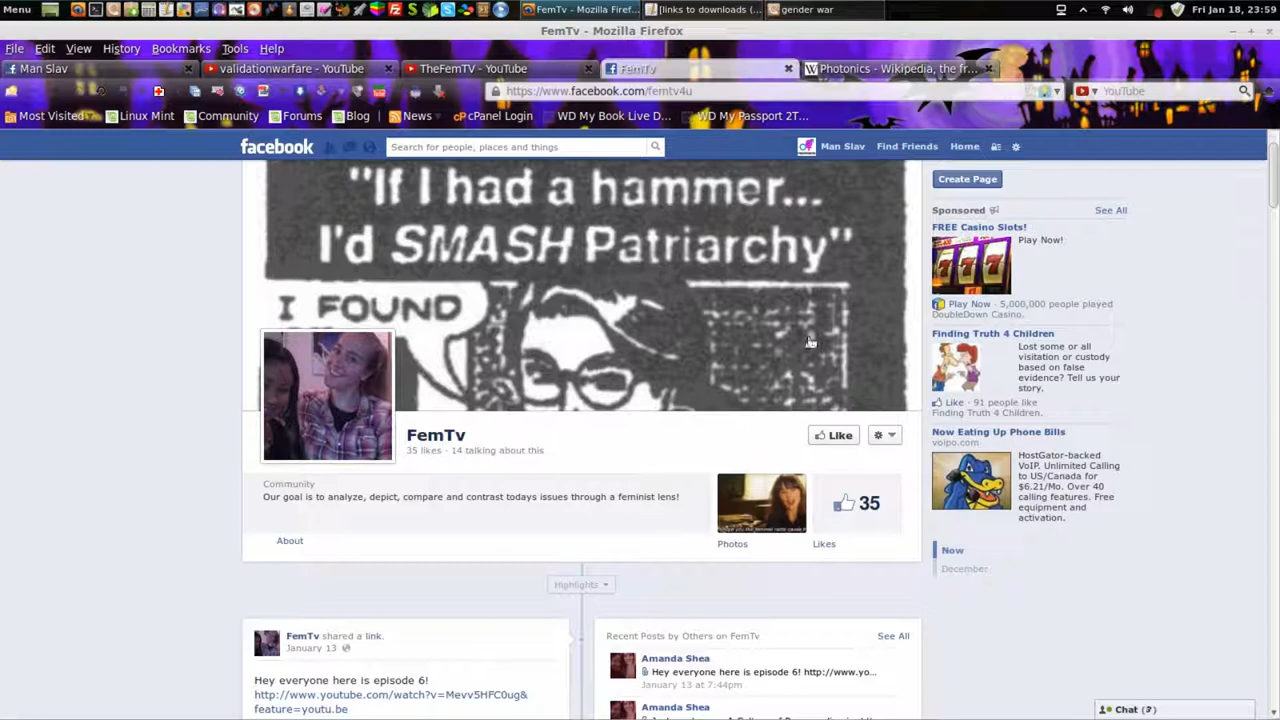 Menu
FemTv - Mozilla Firef...
[links to downloads (...
gender war
Fri Jan 18, 23:59
FemTv - Mozilla Firefox
File Edit View History Bookmarks Tools Help
Man Slav
validationwarfare - YouTube
TheFemTV - YouTube
FemTv
Photonics - Wikipedia, the fr...
https://www.facebook.com/femtv4u
YouTube
Most Visited
Linux Mint
Community
Forums
Blog
News
cPanel Login
WD My Book Live D...
WD My Passport 2T...
facebook
Search for people, places and things
Man Slav
Find Friends
Home
"If I had a hammer...
I'd SMASH Patriarchy"
FOUND
FemTv
35 likes · 14 talking about this
Like
Community
Our goal is to analyze, depict, compare and contrast todays issues through a feminist lens!
About
Photos
35
Likes
Highlights
FemTv shared a link.
January 13
Hey everyone here is episode 6!
http://www.youtube.com/watch?v=Mevv5HFC0ug&
feature=youtu.be
Recent Posts by Others on FemTv
See All
Amanda Shea
Hey everyone here is episode 6! http://www.yo...
January 13 at 7:44pm
Amanda Shea
Create Page
Sponsored
See All
FREE Casino Slots!
Play Now!
Play Now · 5,000,000 people played
DoubleDown Casino.
Finding Truth 4 Children
Lost some or all
visitation or custody
based on false
evidence? Tell us your
story.
Like · 91 people like
Finding Truth 4 Children.
Now Eating Up Phone Bills
voipo.com
HostGator-backed
VoIP. Unlimited Calling
to US/Canada for
$6.21/Mo. Over 40
calling features. Free
equipment and
activation.
Now
December
Chat (3)